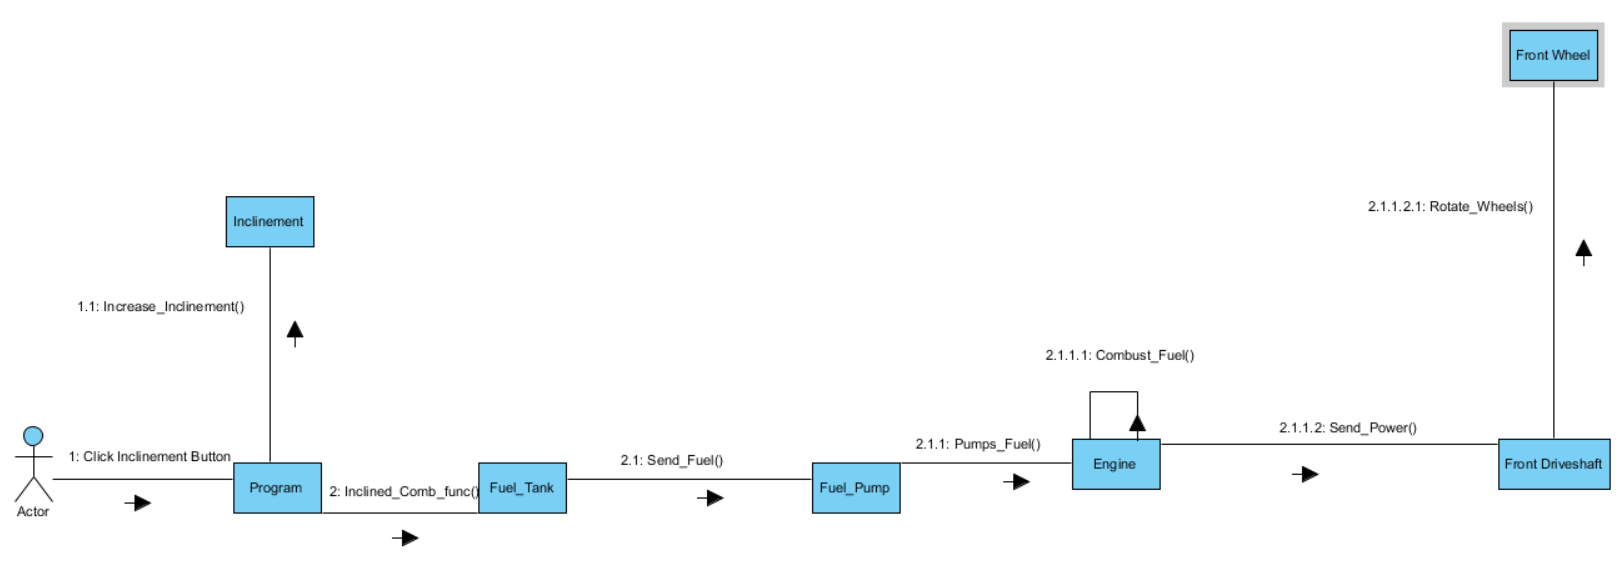 Front Wheel
2.1.1.2.1: Rotate_Wheels()
Inclinement
1.1: Increase_Inclinement()
2.1.1.1: Combust_Fuel()
2.1.1.2: Send_Power()
2.1.1: Pumps_Fuel()
1: Click Inclinement Button
2.1: Send_Fuel()
Engine
Front Driveshaft
Program
2: Inclined_Comb_func()
Fuel_Tank
Fuel_Pump
Actor